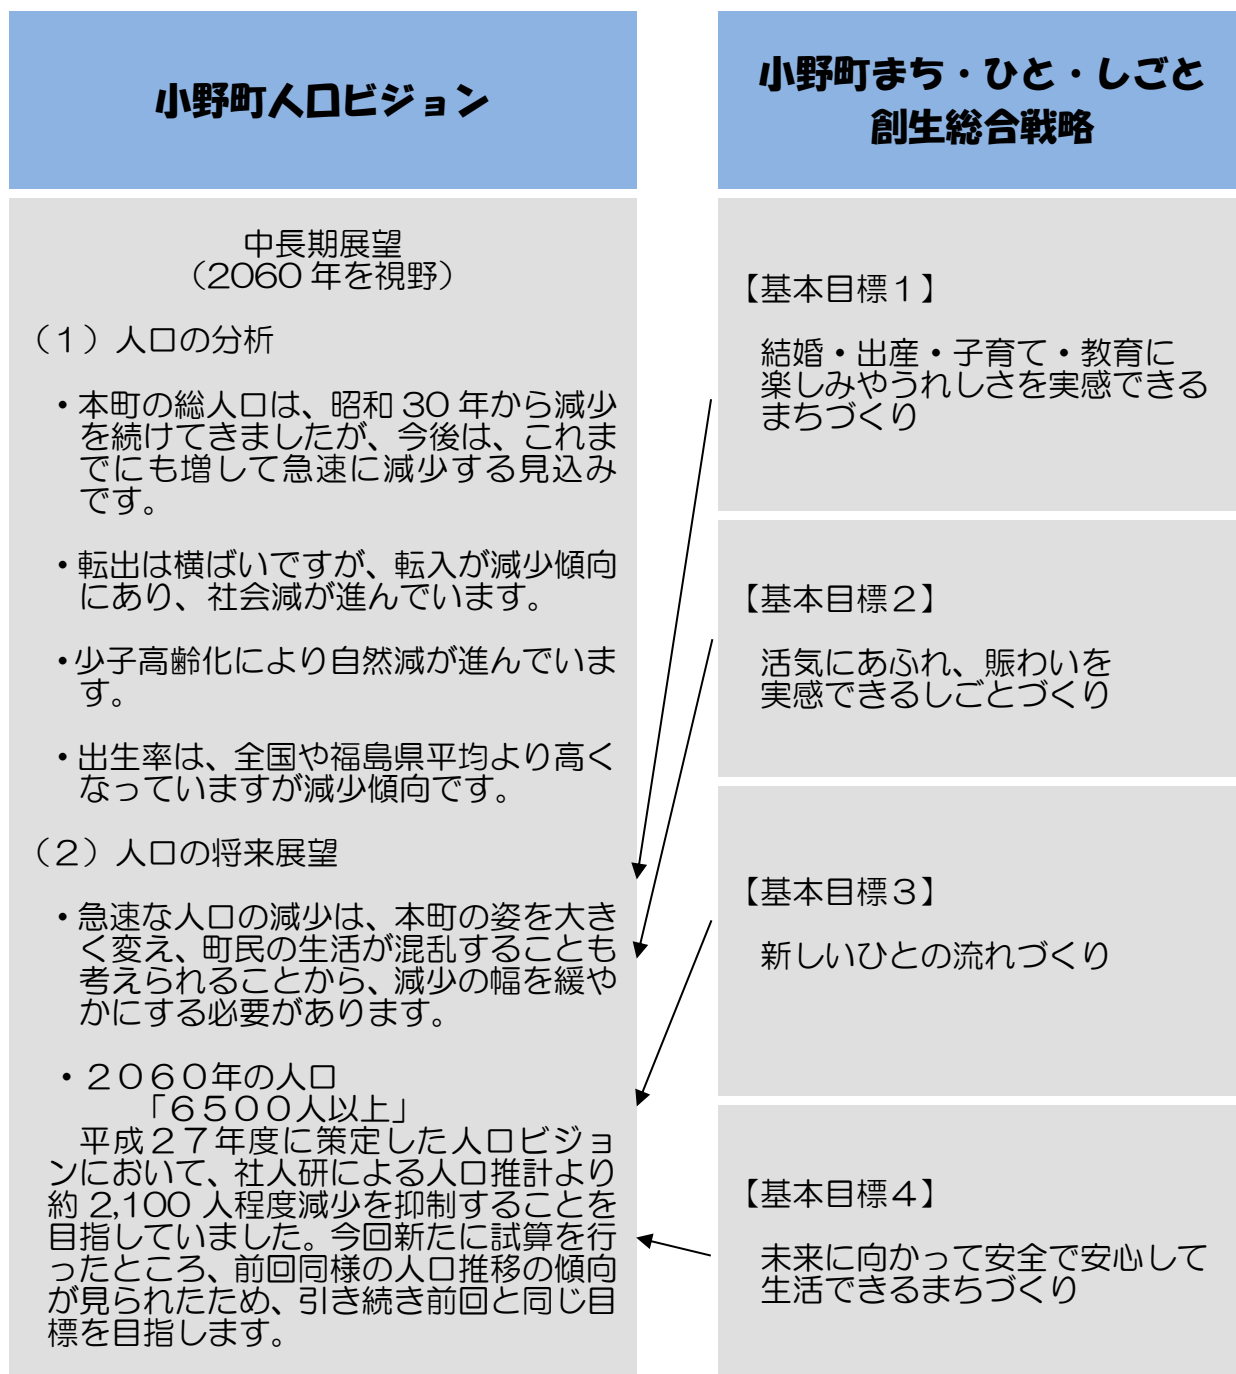 小野町人口ビジョン
中長期展望
（2060 年を視野）
（１）人口の分析
・本町の総人口は、昭和 30 年から減少
を続けてきましたが、今後は、これま
でにも増して急速に減少する見込み
です。
・転出は横ばいですが、転入が減少傾向
にあり、社会減が進んでいます。
・少子高齢化により自然減が進んでいま
す。
・出生率は、全国や福島県平均より高く
なっていますが減少傾向です。
（２）人口の将来展望
・急速な人口の減少は、本町の姿を大き
く変え、町民の生活が混乱することも
考えられることから、減少の幅を緩や
かにする必要があります。
・２０６０年の人口
「６５００人以上」
平成２７年度に策定した人口ビジョ
ンにおいて、社人研による人口推計より
約 2,100 人程度減少を抑制することを
目指していました。今回新たに試算を行
ったところ、前回同様の人口推移の傾向
が見られたため、引き続き前回と同じ目
標を目指します。
小野町まち・ひと・しごと
創生総合戦略
【基本目標１】
結婚・出産・子育て・教育に
楽しみやうれしさを実感できる
まちづくり
【基本目標２】
活気にあふれ、賑わいを
実感できるしごとづくり
【基本目標３】
新しいひとの流れづくり
【基本目標４】
未来に向かって安全で安心して
生活できるまちづくり